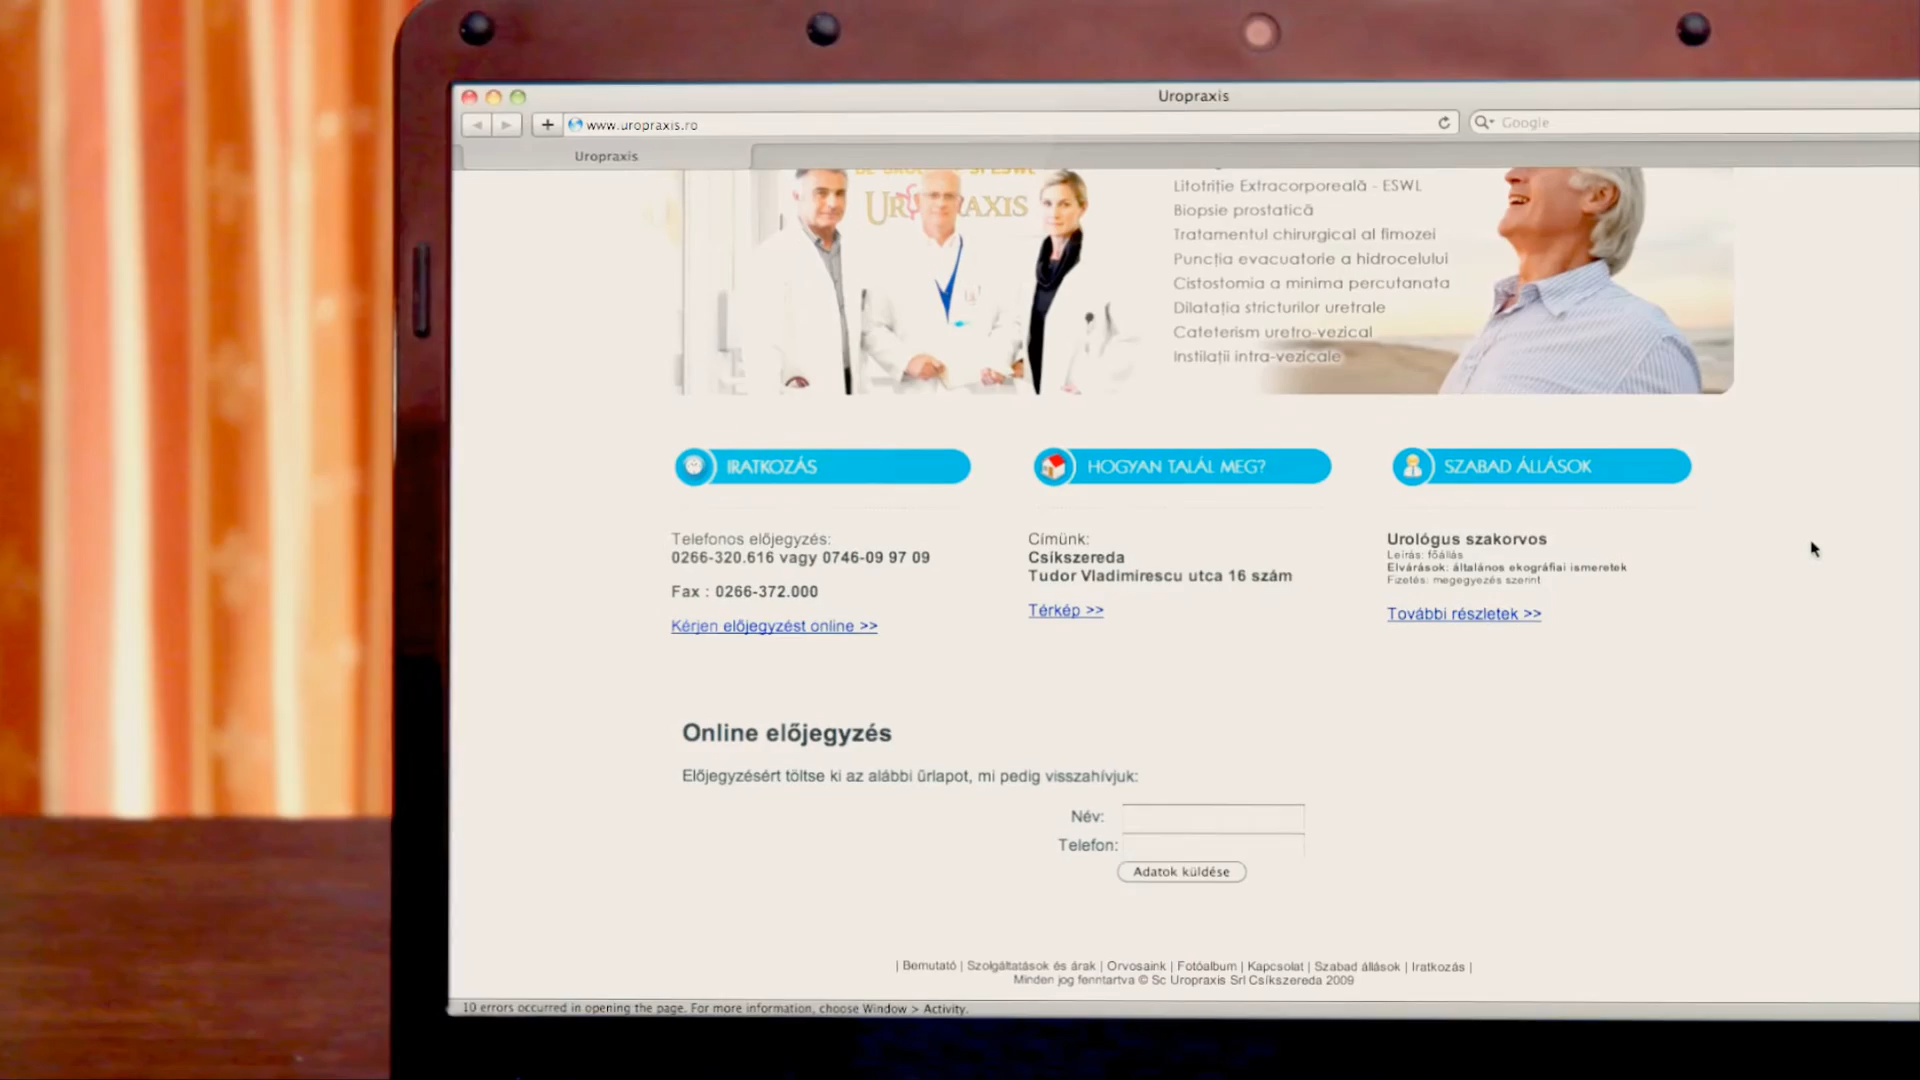 Uropraxis
www.uropraxis.ro
Google
Uropraxis
Litotriție Extracorporeală - ESWL
Biopsie prostatică
Tratamentul chirurgical al fimozei
Puncția evacuatorie a hidrocelului
Cistostomia a minima percutanata
Dilatația stricturilor uretrale
Cateterism uretro-vezical
Instilații intra-vezicale
IRATKOZÁS
Telefonos előjegyzés:
0266-320.616 vagy 0746-09 97 09
Fax : 0266-372.000
Kérjen előjegyzést online >>
HOGYAN TALÁL MEG?
Címünk:
Csíkszereda
Tudor Vladimirescu utca 16 szám
Térkép >>
SZABAD ÁLLÁSOK
Urológus szakorvos
Leírás: főállás
Elvárások: általános ekográfiai ismeretek
Fizetés: megegyezés szerint
További részletek >>
Online előjegyzés
Előjegyzésért töltse ki az alábbi űrlapot, mi pedig visszahívjuk:
Név:
Telefon:
Adatok küldése
| Bemutató | Szolgáltatások és árak | Orvosaink | Fotóalbum | Kapcsolat | Szabad állások | Iratkozás |
Minden jog fenntartva © Sc Uropraxis Srl Csíkszereda 2009
10 errors occurred in opening the page. For more information, choose Window > Activity.